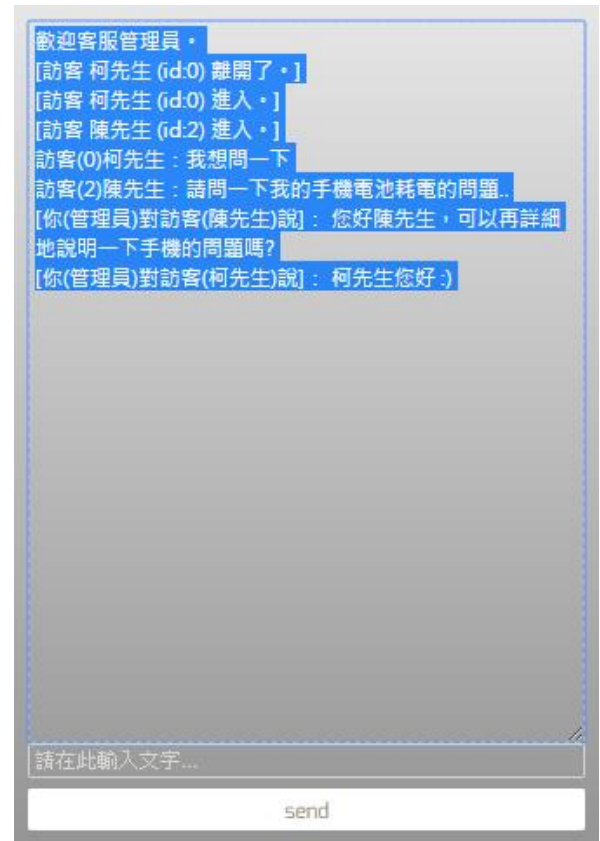 歡迎客服管理員。
[訪客 柯先生 (id:0) 離開了。]
[訪客 柯先生 (id:0) 進入。]
[訪客 陳先生 (id:2) 進入。]
訪客(0)柯先生：我想問一下
訪客(2)陳先生：請問一下我的手機電池耗電的問題..
[你(管理員)對訪客(陳先生)說]： 您好陳先生，可以再詳細
地說明一下手機的問題嗎?
[你(管理員)對訪客(柯先生)說]： 柯先生您好 :)
請在此輸入文字...
send